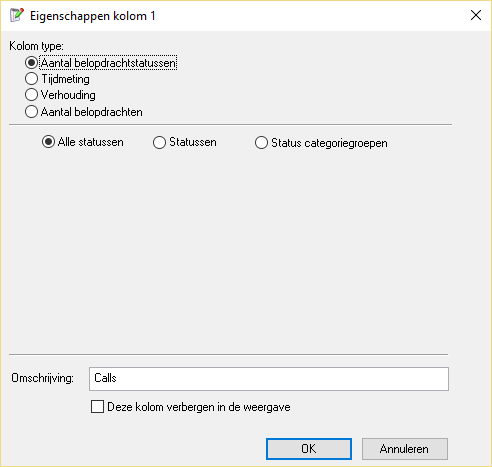 Eigenschappen kolom 1
Kolom type:
Aantal belopdrachtstatussen
Tijdmeting
Verhouding
Aantal belopdrachten
Alle statussen Statussen Status categoriegroepen
Omschrijving: Calls
Deze kolom verbergen in de weergave
OK Annuleren